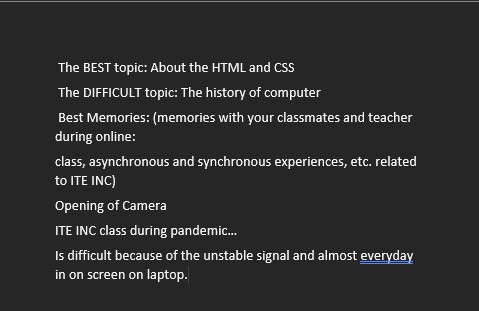 The BEST topic: About the HTML and CSS
The DIFFICULT topic: The history of computer
Best Memories: (memories with your classmates and teacher
during online:
class, asynchronous and synchronous experiences, etc. related
to ITE INC)
Opening of Camera
ITE INC class during pandemic...
Is difficult because of the unstable signal and almost everyday
in on screen on laptop.